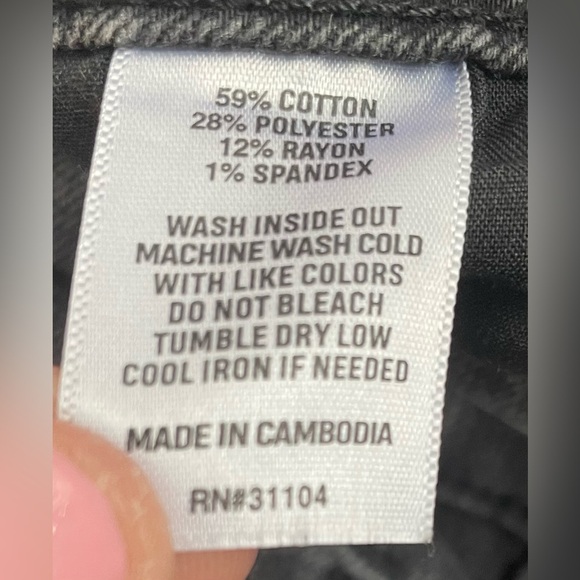 59% COTTON
28% POLYESTER
12% RAYON
1% SPANDEX
WASH INSIDE OUT
MACHINE WASH COLD
WITH LIKE COLORS
DO NOT BLEACH
TUMBLE DRY LOW
COOL IRON IF NEEDED
MADE IN CAMBODIA
RN#31104